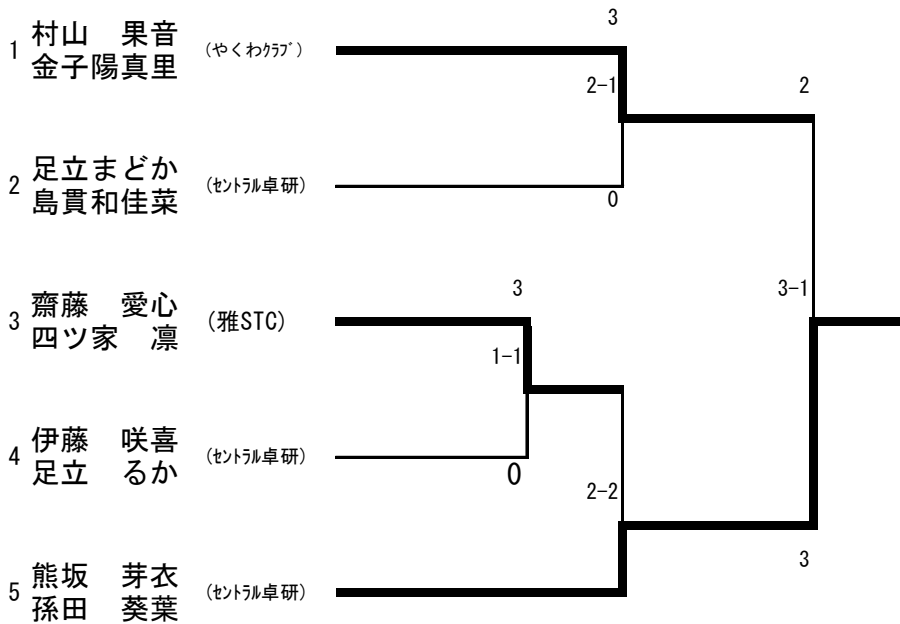 3
1 村山　果音 (やくわｸﾗﾌﾞ)
金子陽真里
2-1
2
2 足立まどか (ｾﾝﾄﾗﾙ卓研)
島貫和佳菜
0
3
3-1
3 齋藤　愛心 (雅STC)
四ツ家　凛
1-1
4 伊藤　咲喜 (ｾﾝﾄﾗﾙ卓研)
足立　るか
0
2-2
3
5 熊坂　芽衣 (ｾﾝﾄﾗﾙ卓研)
孫田　葵葉